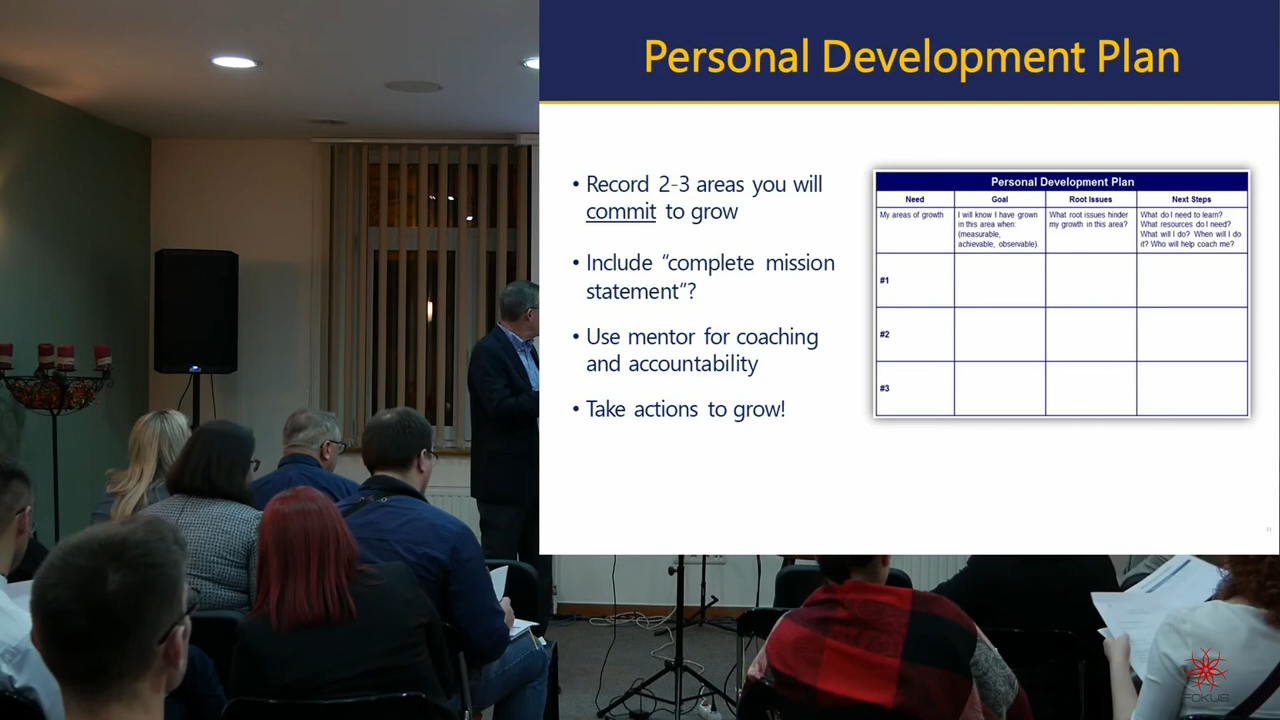 Personal Development Plan
• Record 2-3 areas you will
commit to grow
• Include “complete mission
statement”?
• Use mentor for coaching
and accountability
• Take actions to grow!
Personal Development Plan
Need Goal Root Issues Next Steps
My areas of growth
I will know I have grown
in this area when:
(measurable,
achievable, observable).
What root issues hinder
my growth in this area?
What do I need to learn?
What resources do I need?
What will I do? When will I do
it? Who will help coach me?
#1
#2
#3
FOKUS